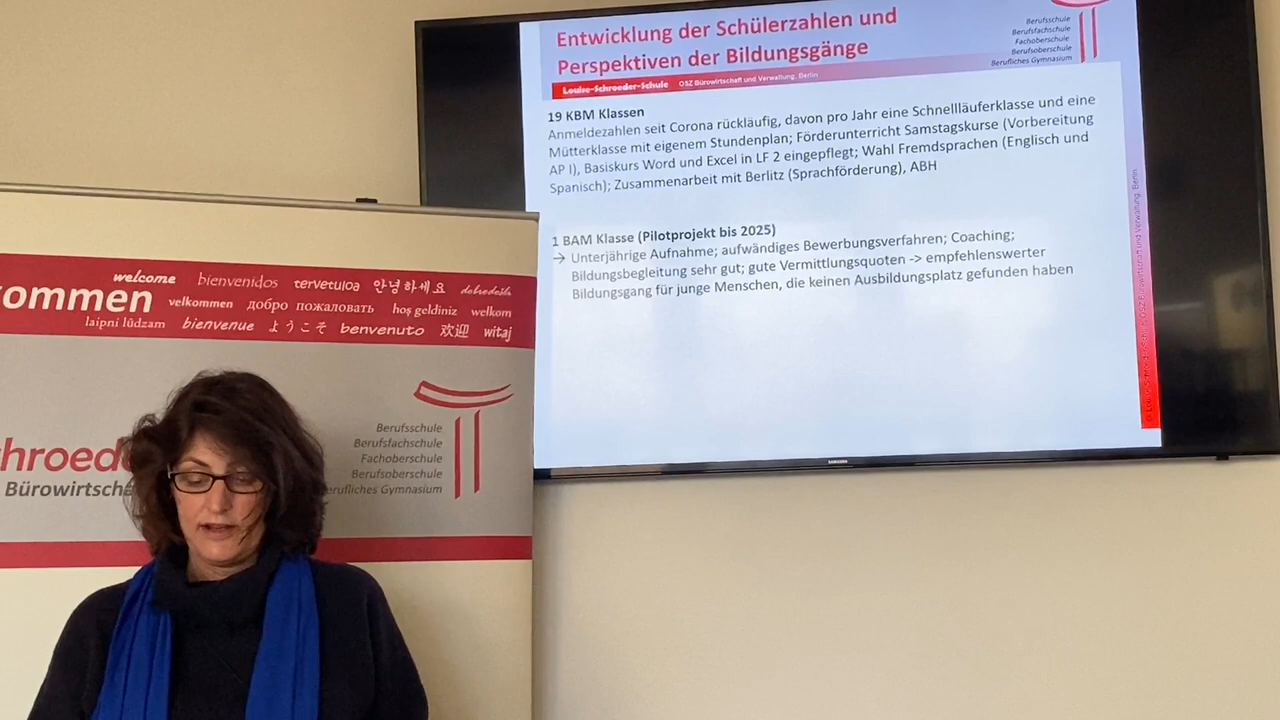 Entwicklung der Schülerzahlen und
Perspektiven der Bildungsgänge
Berufsschule
Berufsfachschule
Fachoberschule
Berufsoberschule
Berufliches Gymnasium
Louise-Schroeder-Schule OSZ Bürowirtschaft und Verwaltung, Berlin
19 KBM Klassen
Anmeldezahlen seit Corona rückläufig, davon pro Jahr eine Schnellläuferklasse und eine
Mütterklasse mit eigenem Stundenplan; Förderunterricht Samstagskurse (Vorbereitung
AP I), Basiskurs Word und Excel in LF 2 eingepflegt; Wahl Fremdsprachen (Englisch und
Spanisch); Zusammenarbeit mit Berlitz (Sprachförderung), ABH
1 BAM Klasse (Pilotprojekt bis 2025)
→ Unterjährige Aufnahme; aufwändiges Bewerbungsverfahren; Coaching;
Bildungsbegleitung sehr gut; gute Vermittlungsquoten -> empfehlenswerter
Bildungsgang für junge Menschen, die keinen Ausbildungsplatz gefunden haben
SAMSUNG
welcome bienvenidos tervetuloa 안녕하세요 dobrodošli
ommen velkommen добро пожаловать hoş geldiniz welkom
laipni lūdzam bienvenue ようこそ benvenuto 欢迎 witaj
Berufsschule
Berufsfachschule
Fachoberschule
Berufsoberschule
erufliches Gymnasium
hroede
Bürowirtscha